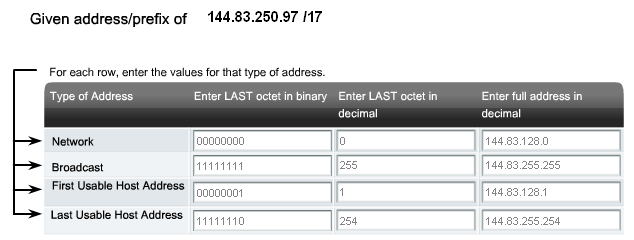 Given address/prefix of 144.83.250.97 /17
For each row, enter the values for that type of address.
Type of Address Enter LAST octet in binary Enter LAST octet in decimal Enter full address in decimal
Network 00000000 0 144.83.128.0
Broadcast 11111111 255 144.83.255.255
First Usable Host Address 00000001 1 144.83.128.1
Last Usable Host Address 11111110 254 144.83.255.254